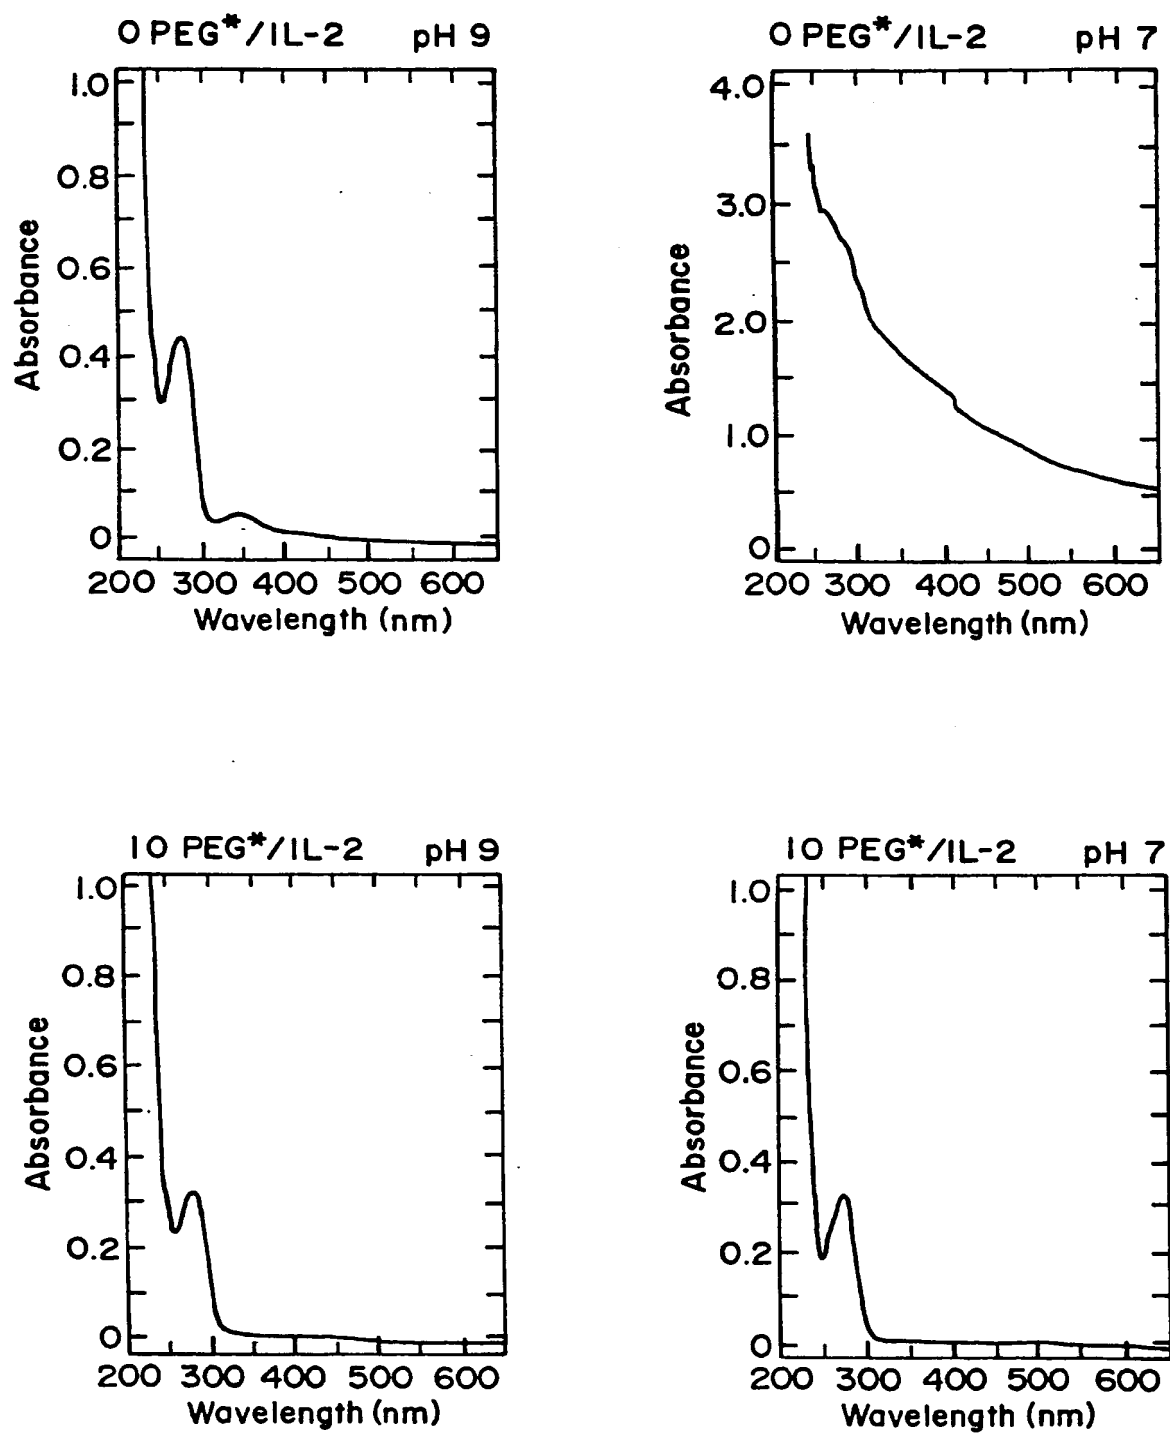 0 PEG*/IL-2 pH 9
1.0
0.8
0.6
0.4
0.2
0
Absorbance
200 300 400 500 600
Wavelength (nm)
0 PEG*/IL-2 pH 7
4.0
3.0
2.0
1.0
0
Absorbance
200 300 400 500 600
Wavelength (nm)
10 PEG*/IL-2 pH 9
1.0
0.8
0.6
0.4
0.2
0
Absorbance
200 300 400 500 600
Wavelength (nm)
10 PEG*/IL-2 pH 7
1.0
0.8
0.6
0.4
0.2
0
Absorbance
200 300 400 500 600
Wavelength (nm)